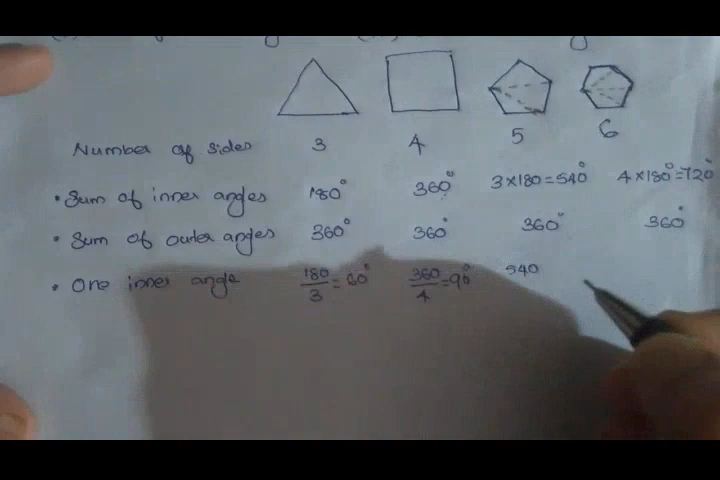 Number of sides 3 4 5 6
• Sum of inner angles 180° 360° 3×180=540° 4×180°=720°
• Sum of outer angles 360° 360° 360° 360°
• One inner angle 180/3 = 60° 360/4 = 90° 540